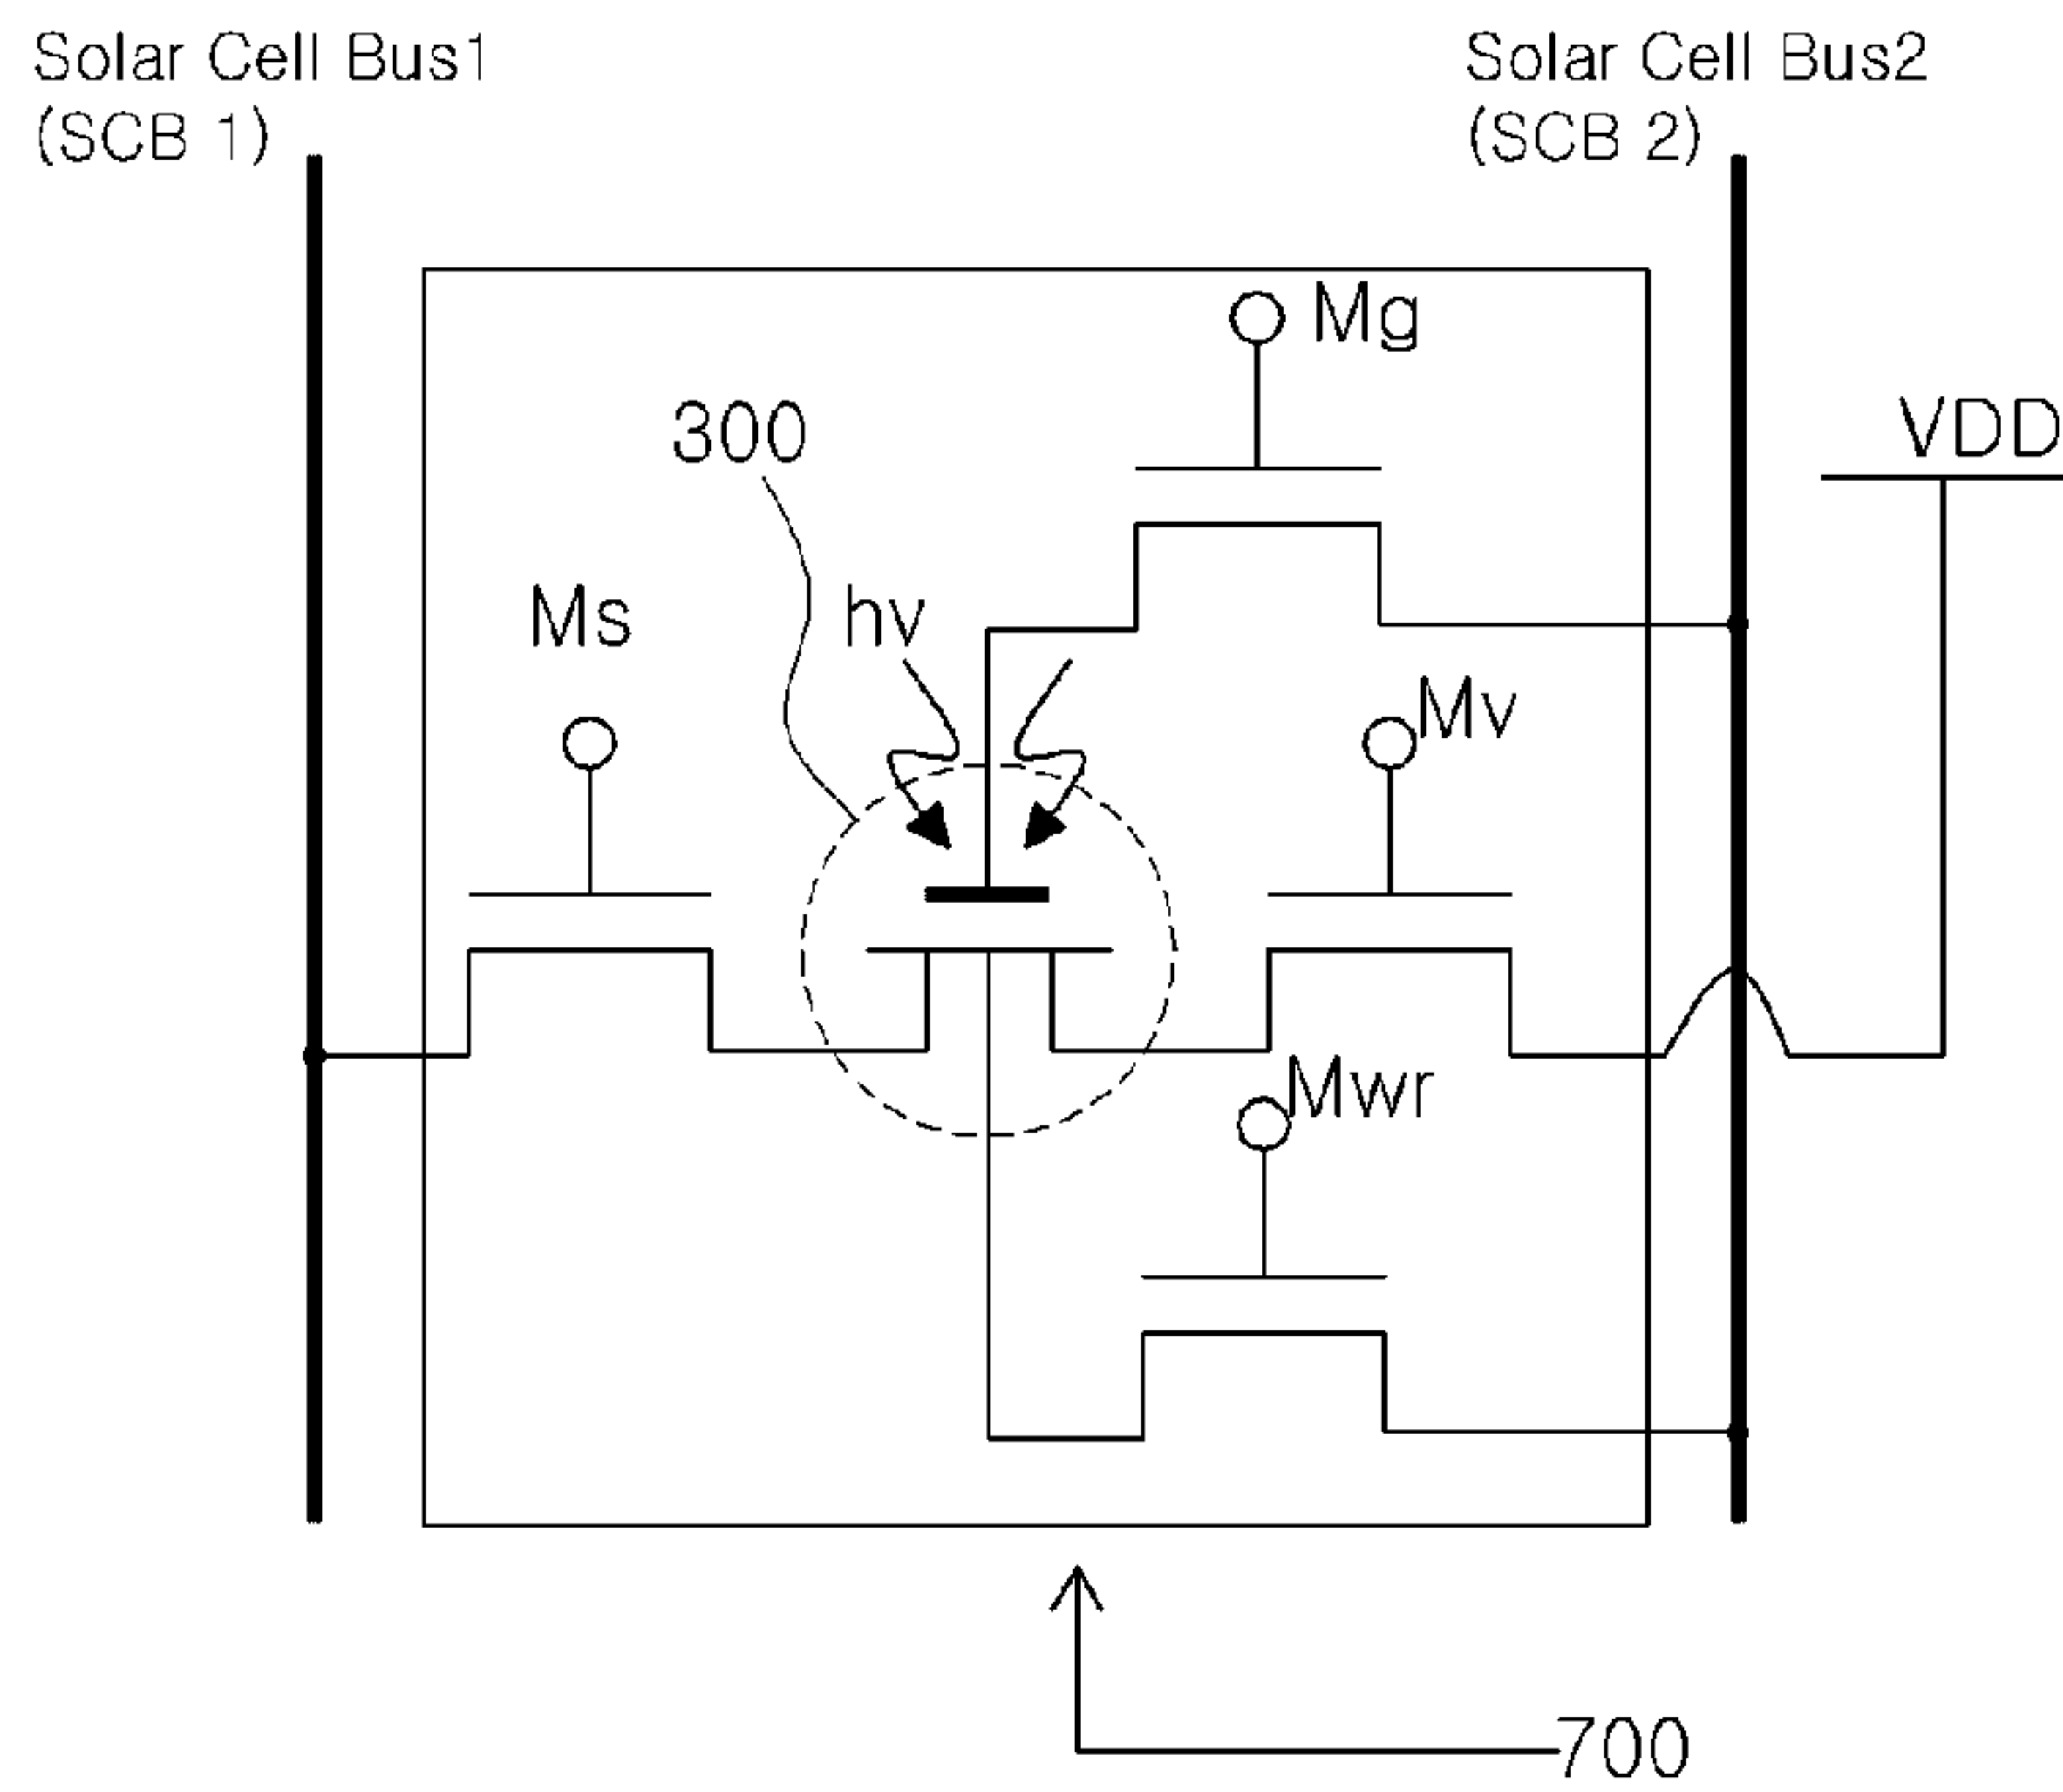 Solar Cell Bus1
(SCB 1)
Solar Cell Bus2
(SCB 2)
Mg
300
VDD
Ms
hv
Mv
Mwr
700